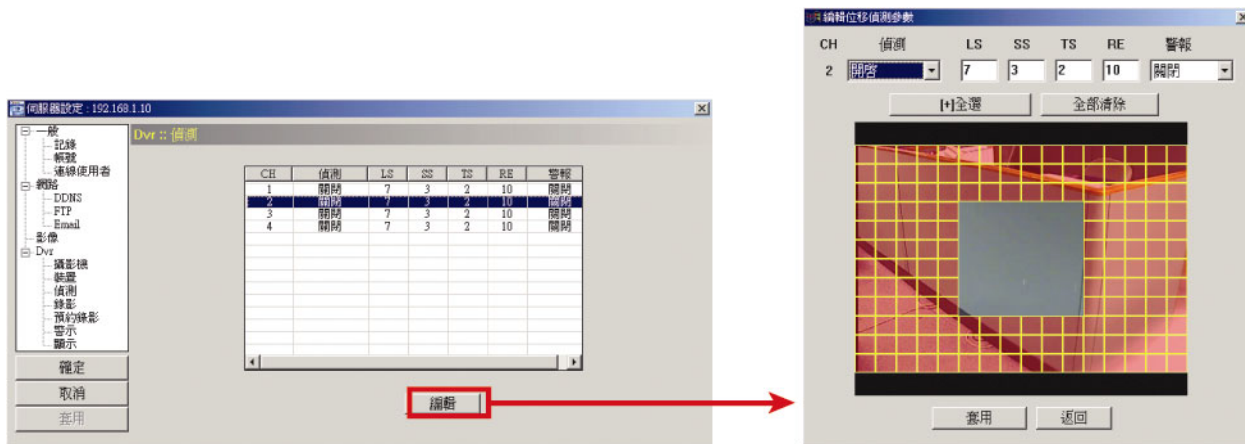 伺服器設定 : 192.168.1.10
一般
記錄
帳號
連線使用者
網路
DDNS
FTP
Email
影像
Dvr
攝影機
裝置
偵測
錄影
預約錄影
警示
顯示
確定
取消
套用
Dvr :: 偵測
CH 偵測 LS SS TS RE 警報
1 關閉 7 3 2 10 關閉
2 關閉 7 3 2 10 關閉
3 關閉 7 3 2 10 關閉
4 關閉 7 3 2 10 關閉
編輯
編輯位移偵測參數
CH 偵測 LS SS TS RE 警報
2 開啓 7 3 2 10 關閉
[+]全選 全部清除
套用 返回